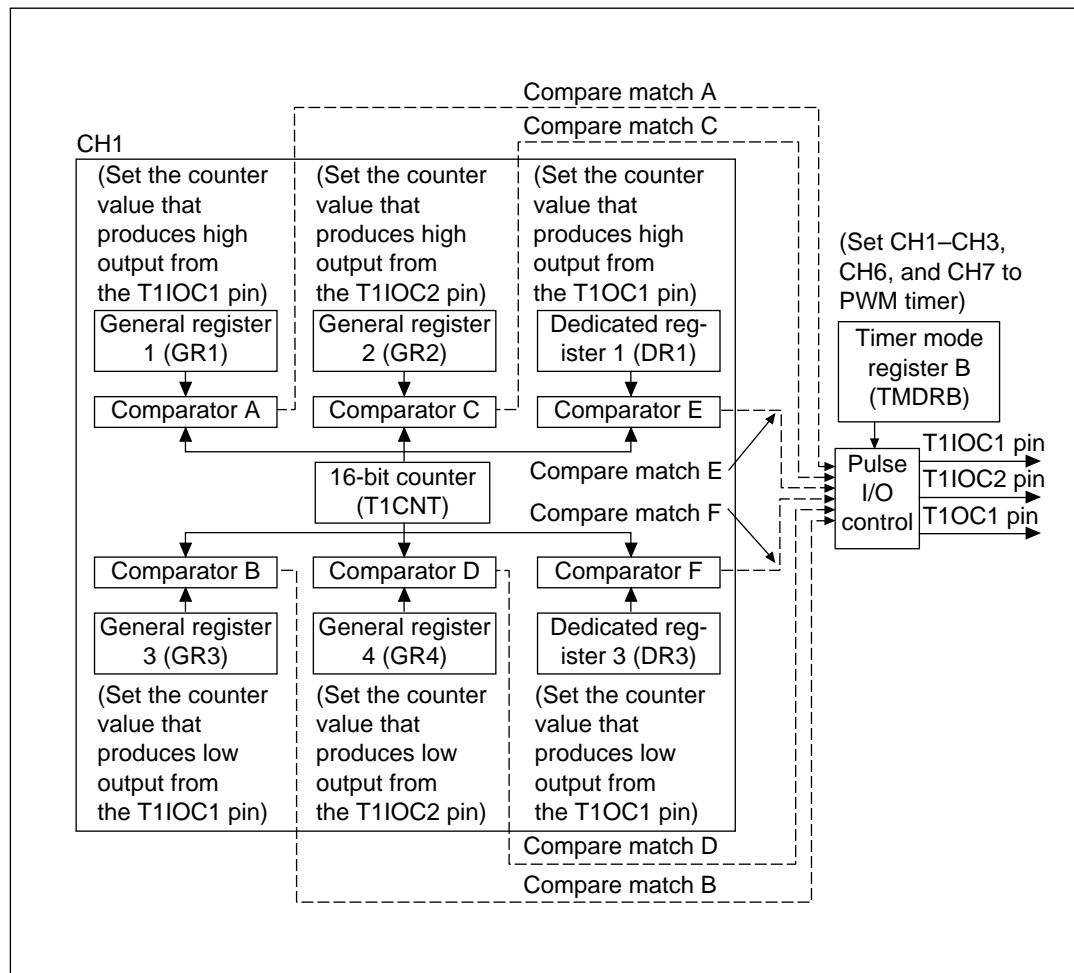 Compare match A
Compare match C
CH1
(Set the counter
value that
produces high
output from
the T1IOC1 pin)
(Set the counter
value that
produces high
output from
the T1IOC2 pin)
(Set the counter
value that
produces high
output from
the T1OC1 pin)
(Set CH1–CH3,
CH6, and CH7 to
PWM timer)
General register
1 (GR1)
General register
2 (GR2)
Dedicated reg-
ister 1 (DR1)
Timer mode
register B
(TMDRB)
Comparator A
Comparator C
Comparator E
16-bit counter
(T1CNT)
Compare match E
Compare match F
Pulse
I/O
control
T1IOC1 pin
T1IOC2 pin
T1OC1 pin
Comparator B
Comparator D
Comparator F
General register
3 (GR3)
General register
4 (GR4)
Dedicated reg-
ister 3 (DR3)
(Set the counter
value that
produces low
output from
the T1IOC1 pin)
(Set the counter
value that
produces low
output from
the T1IOC2 pin)
(Set the counter
value that
produces low
output from
the T1OC1 pin)
Compare match D
Compare match B